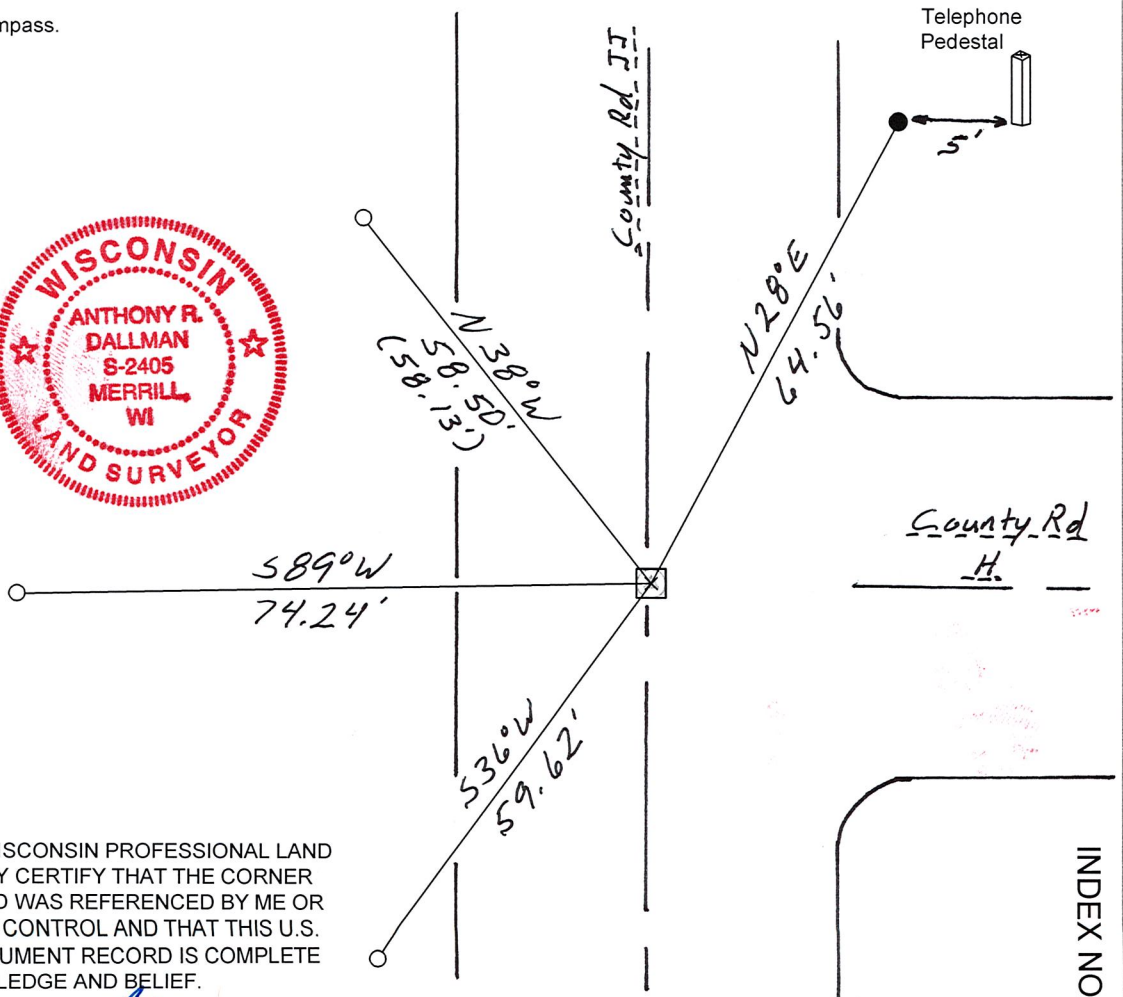 mpass.
Telephone
Pedestal
County Rd JJ
5'
N28°E
64.56'
N38°W
58.50'
(58.13')
WISCONSIN
ANTHONY R.
DALLMAN
S-2405
MERRILL,
WI
LAND SURVEYOR
County Rd
H
S89°W
74.24'
S36°W
59.62'
ISCONSIN PROFESSIONAL LAND
Y CERTIFY THAT THE CORNER
D WAS REFERENCED BY ME OR
CONTROL AND THAT THIS U.S.
UMENT RECORD IS COMPLETE
LEDGE AND BELIEF.
INDEX NO